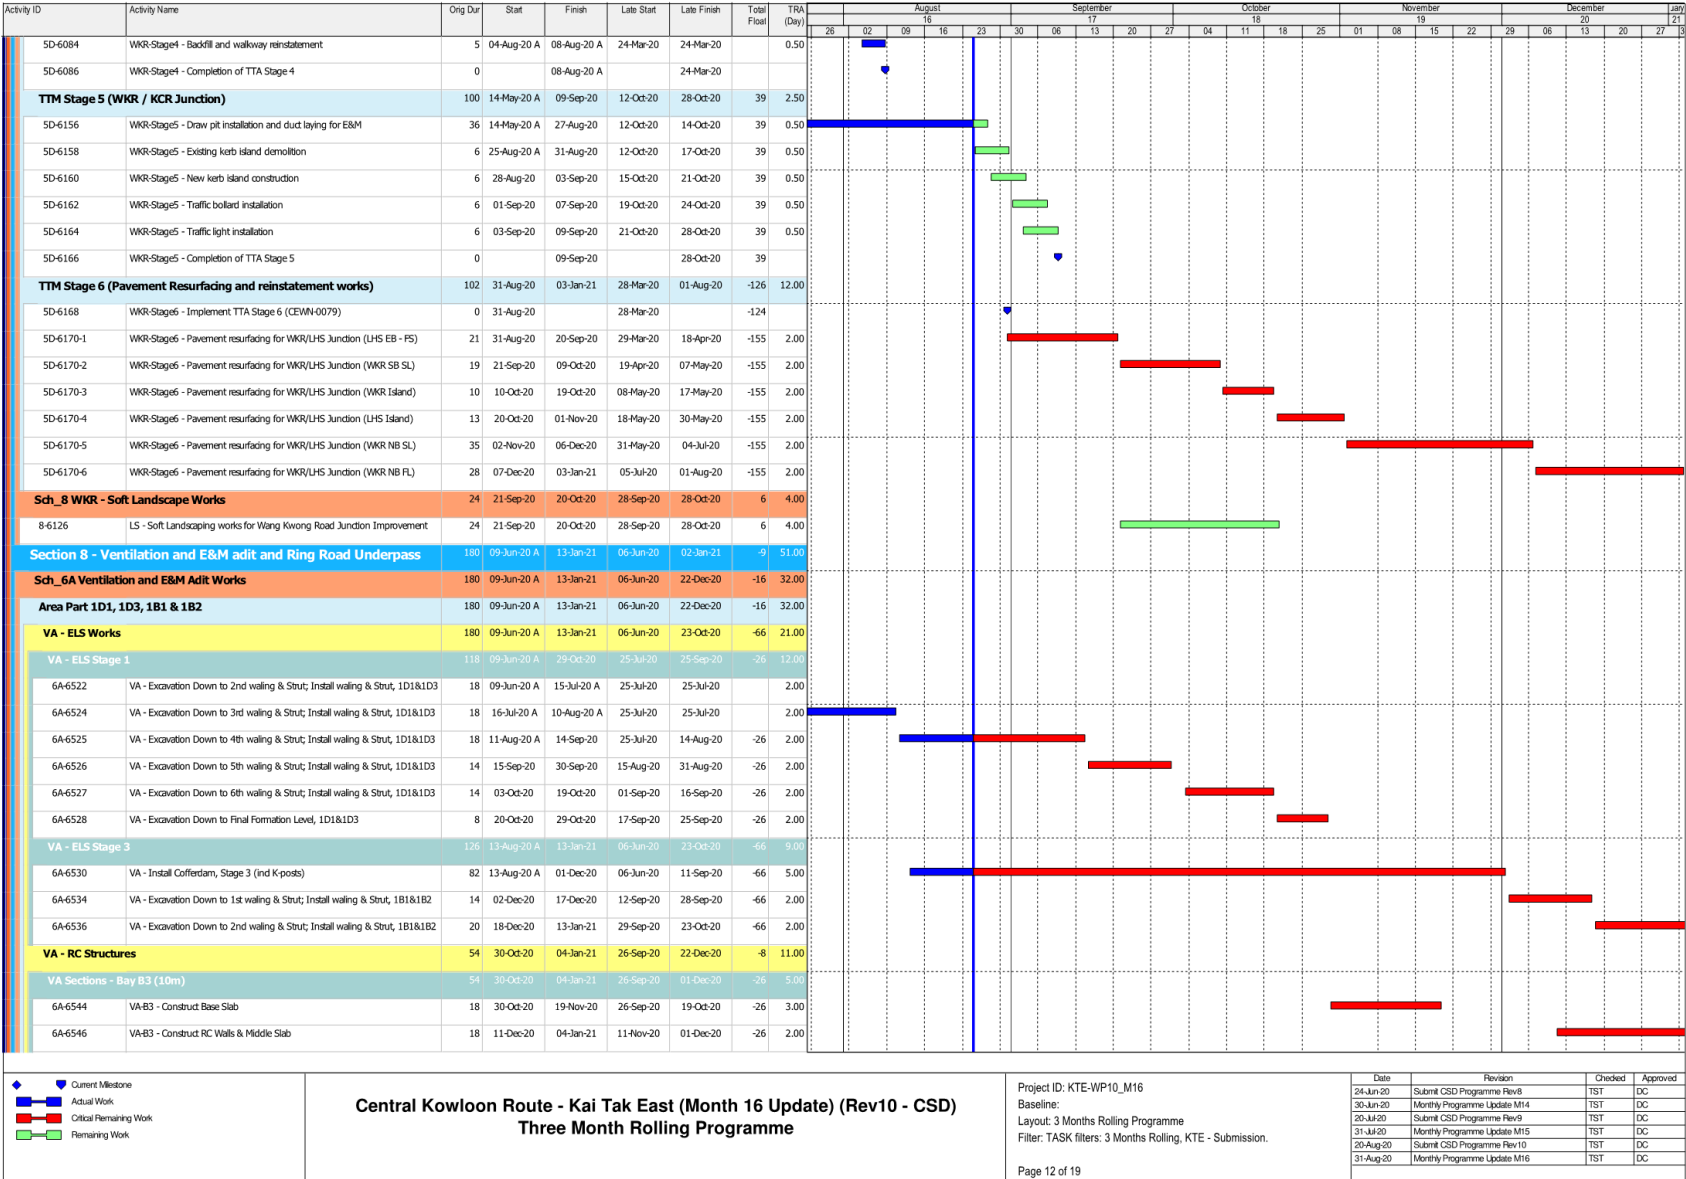 Activity ID Activity Name Orig Dur Start Finish Late Start Late Finish Total Float TRA (Day) August September October November December uary
16 17 18 19 20 21
26 02 09 16 23 30 06 13 20 27 04 11 18 25 01 08 15 22 29 06 13 20 27 3
5D-6084 WKR-Stage4 - Backfill and walkway reinstatement 5 04-Aug-20 A 08-Aug-20 A 24-Mar-20 24-Mar-20 0.50
5D-6086 WKR-Stage4 - Completion of TTA Stage 4 0 08-Aug-20 A 24-Mar-20
TTM Stage 5 (WKR / KCR Junction) 100 14-May-20 A 09-Sep-20 12-Oct-20 28-Oct-20 39 2.50
5D-6156 WKR-Stage5 - Draw pit installation and duct laying for E&M 36 14-May-20 A 27-Aug-20 12-Oct-20 14-Oct-20 39 0.50
5D-6158 WKR-Stage5 - Existing kerb island demolition 6 25-Aug-20 A 31-Aug-20 12-Oct-20 17-Oct-20 39 0.50
5D-6160 WKR-Stage5 - New kerb island construction 6 28-Aug-20 03-Sep-20 15-Oct-20 21-Oct-20 39 0.50
5D-6162 WKR-Stage5 - Traffic bollard installation 6 01-Sep-20 07-Sep-20 19-Oct-20 24-Oct-20 39 0.50
5D-6164 WKR-Stage5 - Traffic light installation 6 03-Sep-20 09-Sep-20 21-Oct-20 28-Oct-20 39 0.50
5D-6166 WKR-Stage5 - Completion of TTA Stage 5 0 09-Sep-20 28-Oct-20 39
TTM Stage 6 (Pavement Resurfacing and reinstatement works) 102 31-Aug-20 03-Jan-21 28-Mar-20 01-Aug-20 -126 12.00
5D-6168 WKR-Stage6 - Implement TTA Stage 6 (CEWN-0079) 0 31-Aug-20 28-Mar-20 -124
5D-6170-1 WKR-Stage6 - Pavement resurfacing for WKR/LHS Junction (LHS EB - FS) 21 31-Aug-20 20-Sep-20 29-Mar-20 18-Apr-20 -155 2.00
5D-6170-2 WKR-Stage6 - Pavement resurfacing for WKR/LHS Junction (WKR SB SL) 19 21-Sep-20 09-Oct-20 19-Apr-20 07-May-20 -155 2.00
5D-6170-3 WKR-Stage6 - Pavement resurfacing for WKR/LHS Junction (WKR Island) 10 10-Oct-20 19-Oct-20 08-May-20 17-May-20 -155 2.00
5D-6170-4 WKR-Stage6 - Pavement resurfacing for WKR/LHS Junction (LHS Island) 13 20-Oct-20 01-Nov-20 18-May-20 30-May-20 -155 2.00
5D-6170-5 WKR-Stage6 - Pavement resurfacing for WKR/LHS Junction (WKR NB SL) 35 02-Nov-20 06-Dec-20 31-May-20 04-Jul-20 -155 2.00
5D-6170-6 WKR-Stage6 - Pavement resurfacing for WKR/LHS Junction (WKR NB FL) 28 07-Dec-20 03-Jan-21 05-Jul-20 01-Aug-20 -155 2.00
Sch_8 WKR - Soft Landscape Works 24 21-Sep-20 20-Oct-20 28-Sep-20 28-Oct-20 6 4.00
8-6126 LS - Soft Landscaping works for Wang Kwong Road Junction Improvement 24 21-Sep-20 20-Oct-20 28-Sep-20 28-Oct-20 6 4.00
Section 8 - Ventilation and E&M adit and Ring Road Underpass 180 09-Jun-20 A 13-Jan-21 06-Jun-20 02-Jan-21 -9 51.00
Sch_6A Ventilation and E&M Adit Works 180 09-Jun-20 A 13-Jan-21 06-Jun-20 22-Dec-20 -16 32.00
Area Part 1D1, 1D3, 1B1 & 1B2 180 09-Jun-20 A 13-Jan-21 06-Jun-20 22-Dec-20 -16 32.00
VA - ELS Works 180 09-Jun-20 A 13-Jan-21 06-Jun-20 23-Oct-20 -66 21.00
VA - ELS Stage 1 118 09-Jun-20 A 29-Oct-20 25-Jul-20 25-Sep-20 -26 12.00
6A-6522 VA - Excavation Down to 2nd waling & Strut; Install waling & Strut, 1D1&1D3 18 09-Jun-20 A 15-Jul-20 A 25-Jul-20 25-Jul-20 2.00
6A-6524 VA - Excavation Down to 3rd waling & Strut; Install waling & Strut, 1D1&1D3 18 16-Jul-20 A 10-Aug-20 A 25-Jul-20 25-Jul-20 2.00
6A-6525 VA - Excavation Down to 4th waling & Strut; Install waling & Strut, 1D1&1D3 18 11-Aug-20 A 14-Sep-20 25-Jul-20 14-Aug-20 -26 2.00
6A-6526 VA - Excavation Down to 5th waling & Strut; Install waling & Strut, 1D1&1D3 14 15-Sep-20 30-Sep-20 15-Aug-20 31-Aug-20 -26 2.00
6A-6527 VA - Excavation Down to 6th waling & Strut; Install waling & Strut, 1D1&1D3 14 03-Oct-20 19-Oct-20 01-Sep-20 16-Sep-20 -26 2.00
6A-6528 VA - Excavation Down to Final Formation Level, 1D1&1D3 8 20-Oct-20 29-Oct-20 17-Sep-20 25-Sep-20 -26 2.00
VA - ELS Stage 3 126 13-Aug-20 A 13-Jan-21 06-Jun-20 23-Oct-20 -66 9.00
6A-6530 VA - Install Cofferdam, Stage 3 (ind K-posts) 82 13-Aug-20 A 01-Dec-20 06-Jun-20 11-Sep-20 -66 5.00
6A-6534 VA - Excavation Down to 1st waling & Strut; Install waling & Strut, 1B1&1B2 14 02-Dec-20 17-Dec-20 12-Sep-20 28-Sep-20 -66 2.00
6A-6536 VA - Excavation Down to 2nd waling & Strut; Install waling & Strut, 1B1&1B2 20 18-Dec-20 13-Jan-21 29-Sep-20 23-Oct-20 -66 2.00
VA - RC Structures 54 30-Oct-20 04-Jan-21 26-Sep-20 22-Dec-20 -8 11.00
VA Sections - Bay B3 (10m) 54 30-Oct-20 04-Jan-21 26-Sep-20 01-Dec-20 -26 5.00
6A-6544 VA-B3 - Construct Base Slab 18 30-Oct-20 19-Nov-20 26-Sep-20 19-Oct-20 -26 3.00
6A-6546 VA-B3 - Construct RC Walls & Middle Slab 18 11-Dec-20 04-Jan-21 11-Nov-20 01-Dec-20 -26 2.00
Current Milestone
Actual Work
Critical Remaining Work
Remaining Work
Central Kowloon Route - Kai Tak East (Month 16 Update) (Rev10 - CSD)
Three Month Rolling Programme
Project ID: KTE-WP10_M16
Baseline:
Layout: 3 Months Rolling Programme
Filter: TASK filters: 3 Months Rolling, KTE - Submission.
Page 12 of 19
Date Revision Checked Approved
24-Jun-20 Submit CSD Programme Rev8 TST DC
30-Jun-20 Monthly Programme Update M14 TST DC
20-Jul-20 Submit CSD Programme Rev9 TST DC
31-Jul-20 Monthly Programme Update M15 TST DC
20-Aug-20 Submit CSD Programme Rev10 TST DC
31-Aug-20 Monthly Programme Update M16 TST DC